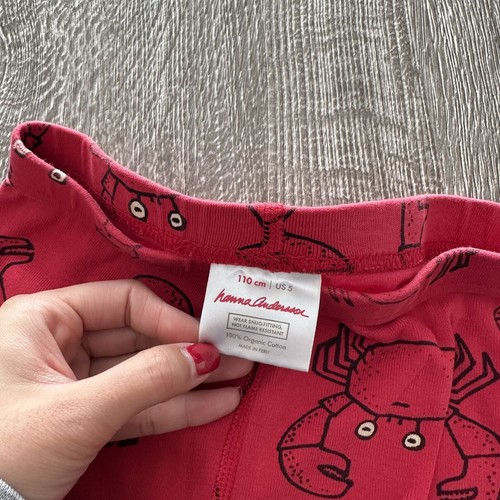 110 cm | US 5
hanna andersson
WEAR SNUG-FITTING,
NOT FLAME RESISTANT
100% Organic Cotton
MADE IN PERU